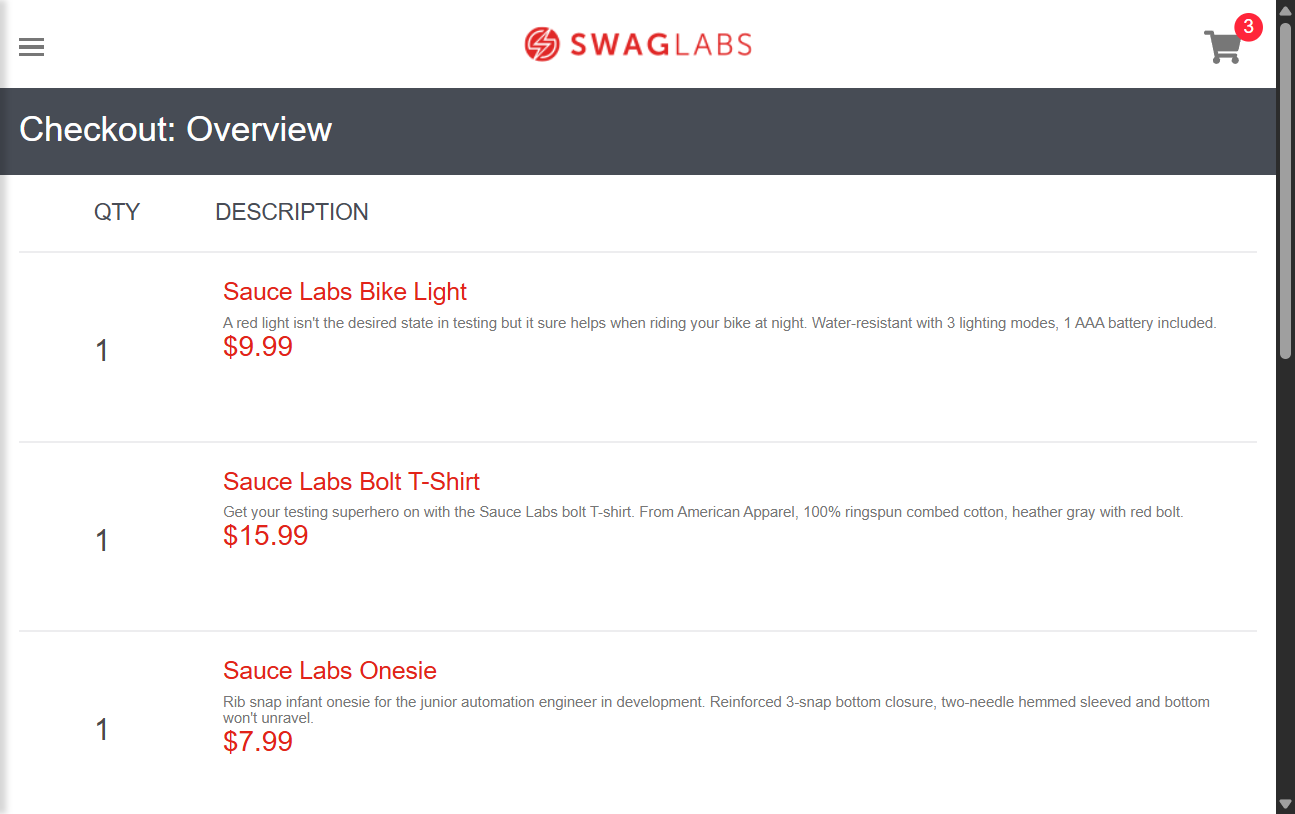 SWAGLABS
3
Checkout: Overview
QTY DESCRIPTION
Sauce Labs Bike Light
A red light isn't the desired state in testing but it sure helps when riding your bike at night. Water-resistant with 3 lighting modes, 1 AAA battery included.
1
$9.99
Sauce Labs Bolt T-Shirt
Get your testing superhero on with the Sauce Labs bolt T-shirt. From American Apparel, 100% ringspun combed cotton, heather gray with red bolt.
1
$15.99
Sauce Labs Onesie
Rib snap infant onesie for the junior automation engineer in development. Reinforced 3-snap bottom closure, two-needle hemmed sleeved and bottom
won't unravel.
1
$7.99